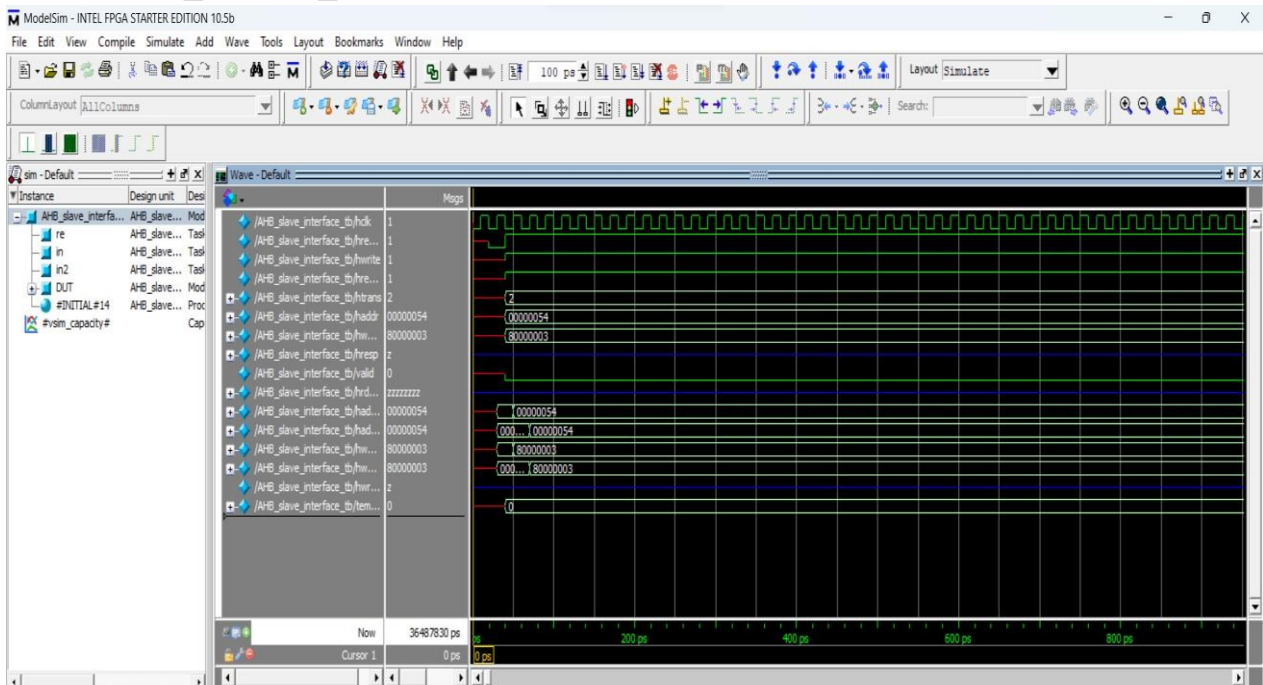 ModelSim - INTEL FPGA STARTER EDITION 10.5b
File Edit View Compile Simulate Add Wave Tools Layout Bookmarks Window Help
100 ps
Layout Simulate
ColumnLayout AllColumns
Search:
sim - Default
Instance Design unit Desi
AHB_slave_interfa... AHB_slave... Mod
re AHB_slave... Task
in AHB_slave... Task
in2 AHB_slave... Task
DUT AHB_slave... Mod
#INITIAL#14 AHB_slave... Proc
#vsim_capacity# Cap
Wave - Default
Msgs
/AHB_slave_interface_tb/hclk 1
/AHB_slave_interface_tb/hre... 1
/AHB_slave_interface_tb/hwrite 1
/AHB_slave_interface_tb/hre... 1
/AHB_slave_interface_tb/htrans 2 2
/AHB_slave_interface_tb/haddr 00000054 00000054
/AHB_slave_interface_tb/hw... 80000003 80000003
/AHB_slave_interface_tb/hresp z
/AHB_slave_interface_tb/valid 0
/AHB_slave_interface_tb/hrd... zzzzzzzz
/AHB_slave_interface_tb/had... 00000054 00000054
/AHB_slave_interface_tb/had... 00000054 000... 00000054
/AHB_slave_interface_tb/hw... 80000003 80000003
/AHB_slave_interface_tb/hw... 80000003 000... 80000003
/AHB_slave_interface_tb/hwr... z
/AHB_slave_interface_tb/tem... 0 0
Now 36487830 ps ps 200 ps 400 ps 600 ps 800 ps
Cursor 1 0 ps 0 ps